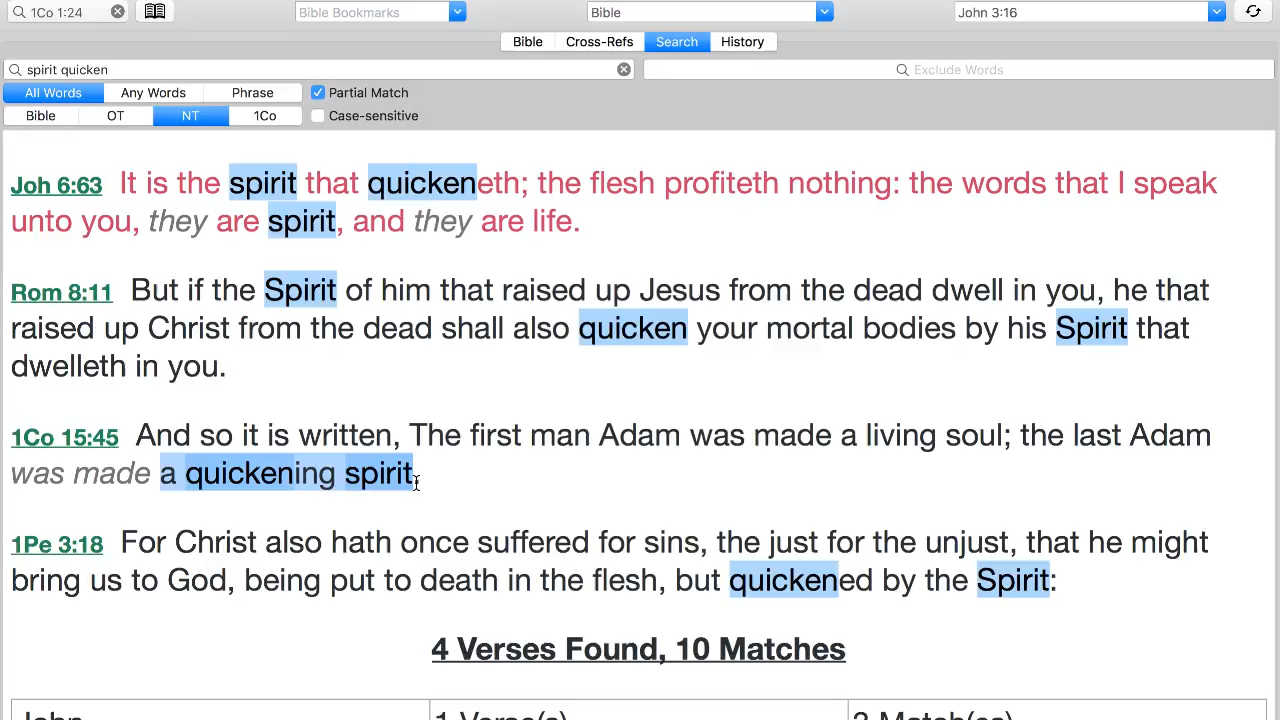 1Co 1:24 Bible Bookmarks Bible John 3:16
Bible Cross-Refs Search History
spirit quicken Exclude Words
All Words Any Words Phrase Partial Match
Bible OT NT 1Co Case-sensitive
Joh 6:63 It is the spirit that quickeneth; the flesh profiteth nothing: the words that I speak
unto you, they are spirit, and they are life.
Rom 8:11 But if the Spirit of him that raised up Jesus from the dead dwell in you, he that
raised up Christ from the dead shall also quicken your mortal bodies by his Spirit that
dwelleth in you.
1Co 15:45 And so it is written, The first man Adam was made a living soul; the last Adam
was made a quickening spirit.
1Pe 3:18 For Christ also hath once suffered for sins, the just for the unjust, that he might
bring us to God, being put to death in the flesh, but quickened by the Spirit:
4 Verses Found, 10 Matches
John 1 Verse(s) 3 Match(es)